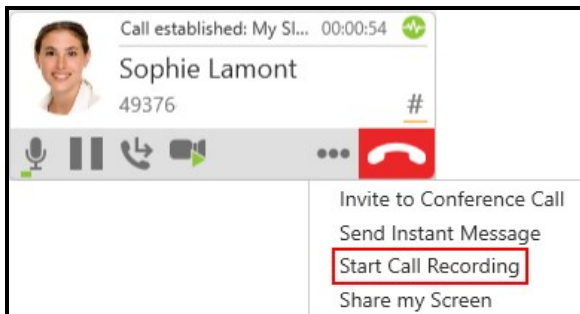 Call established: My SI... 00:00:54
Sophie Lamont
49376 #
Invite to Conference Call
Send Instant Message
Start Call Recording
Share my Screen